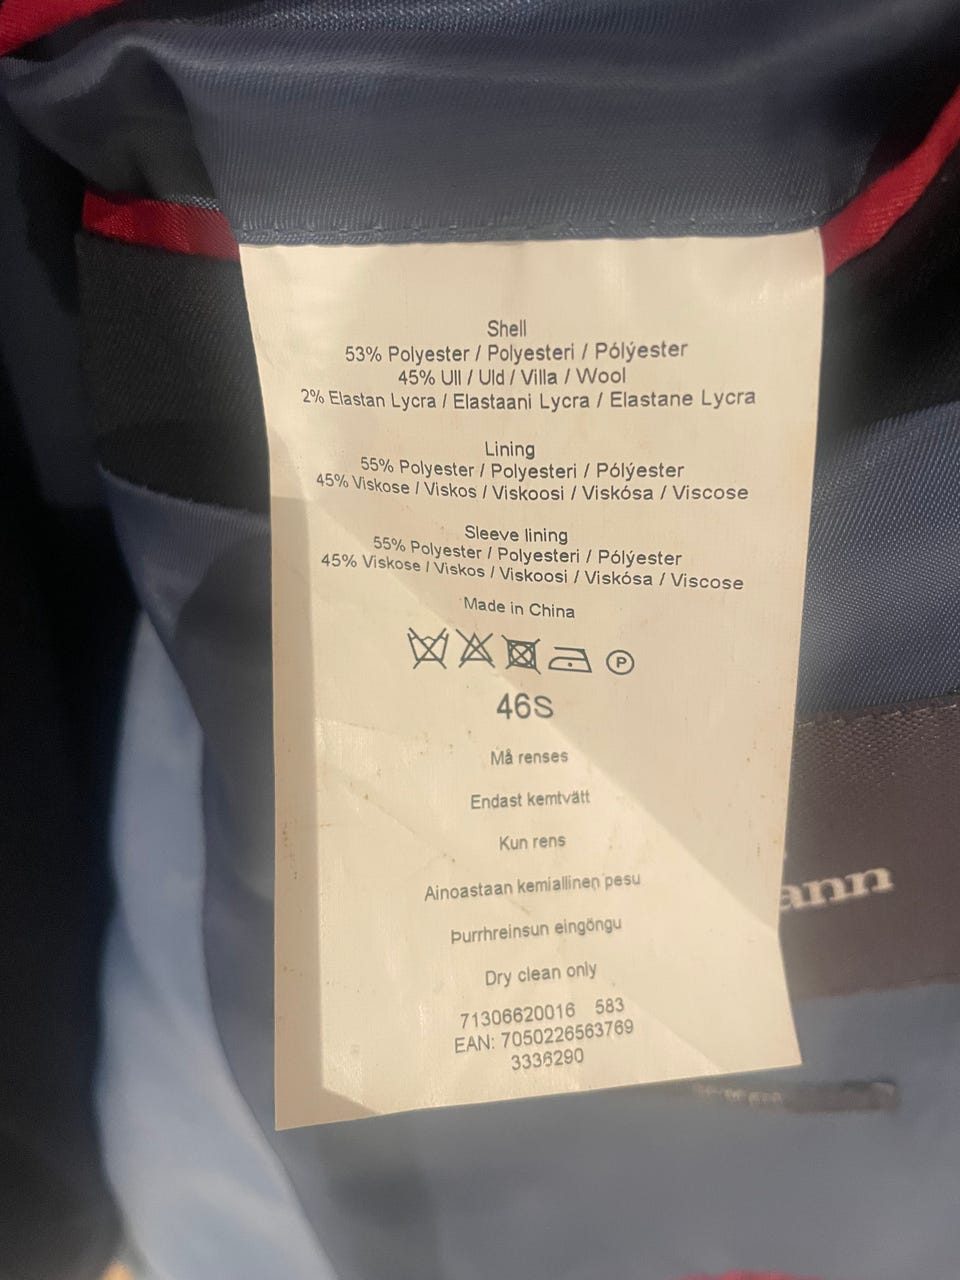 Shell
53% Polyester / Polyesteri / Pólýester
45% Ull / Uld / Villa / Wool
2% Elastan Lycra / Elastaani Lycra / Elastane Lycra
Lining
55% Polyester / Polyesteri / Pólýester
45% Viskose / Viskos / Viskoosi / Viskósa / Viscose
Sleeve lining
55% Polyester / Polyesteri / Pólýester
45% Viskose / Viskos / Viskoosi / Viskósa / Viscose
Made in China
P
46S
Må renses
Endast kemtvätt
Kun rens
Ainoastaan kemiallinen pesu
Þurrhreinsun eingöngu
Dry clean only
71306620016 583
EAN: 7050226563769
3336290
ann